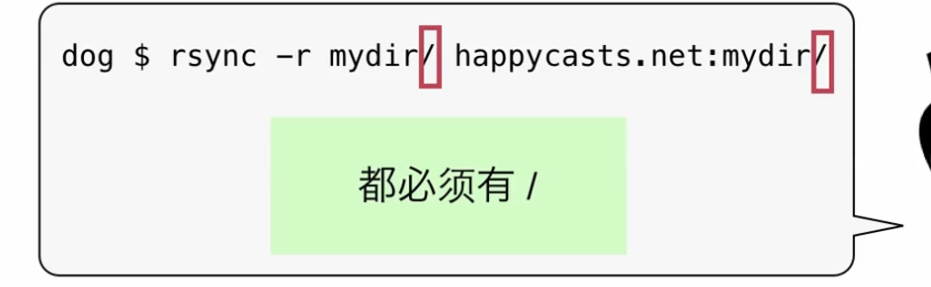 dog $ rsync -r mydir/ happycasts.net:mydir/
都必须有 /